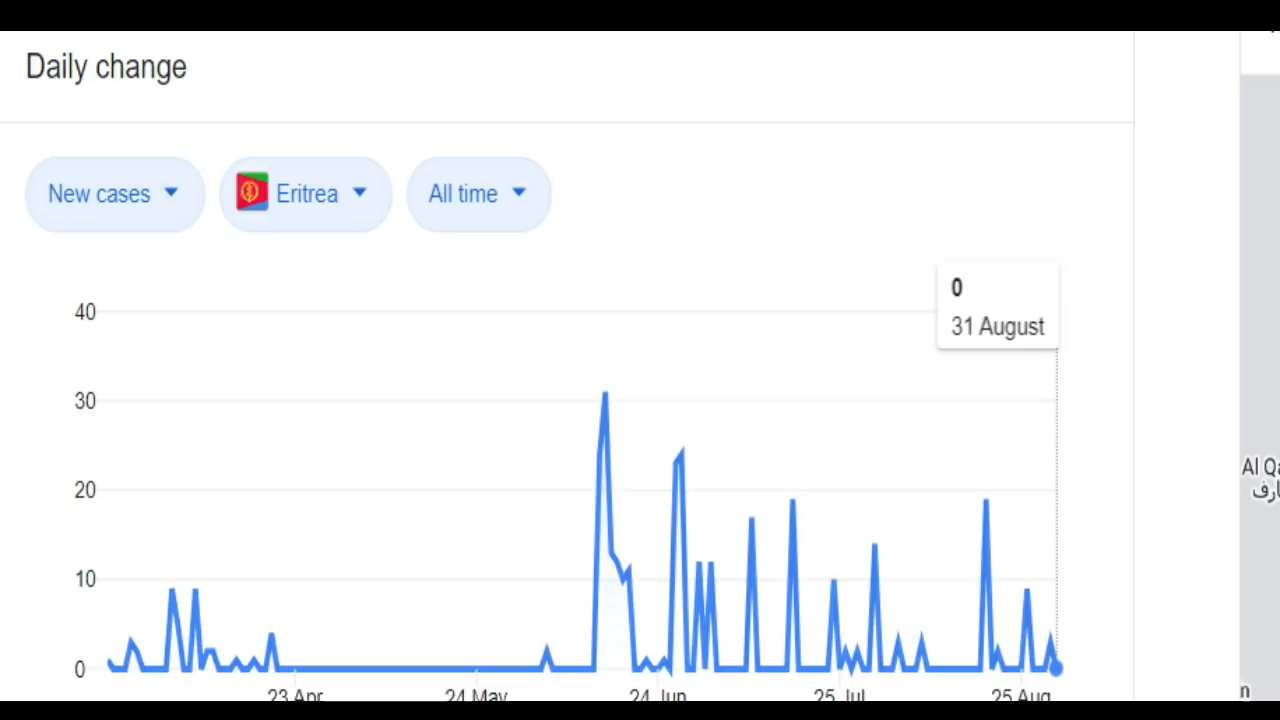 Daily change
New cases
Eritrea
All time
0
31 August
40
30
20
10
0
23 Apr
24 May
24 Jun
25 Jul
25 Aug
Al Qa
ارف
n